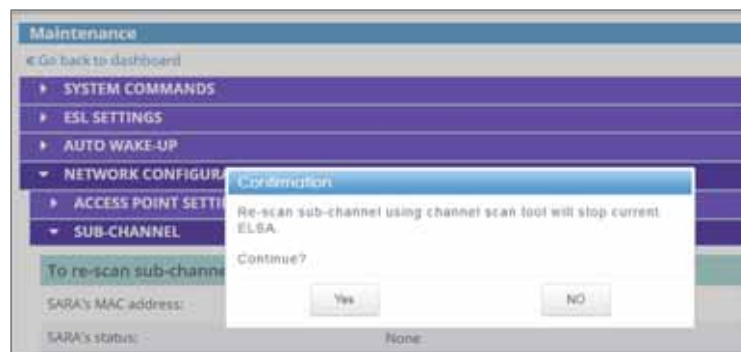 Maintenance
« Go back to dashboard
SYSTEM COMMANDS
ESL SETTINGS
AUTO WAKE-UP
NETWORK CONFIGURA
ACCESS POINT SETTI
SUB-CHANNEL
Confirmation
Re-scan sub-channel using channel scan tool will stop current
ELSA.
Continue?
Yes NO
To re-scan sub-channe
SARA's MAC address:
SARA's status: None